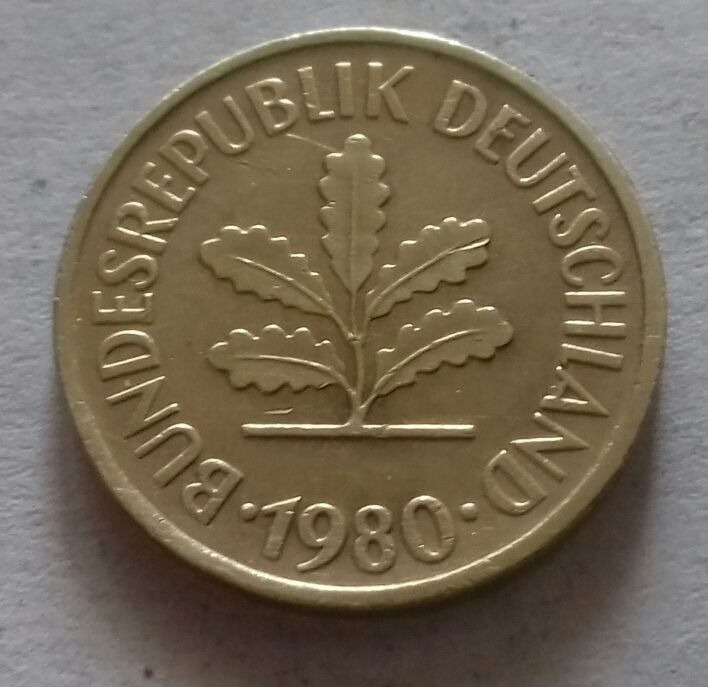 BUNDESREPUBLIK DEUTSCHLAND
· 1980 ·